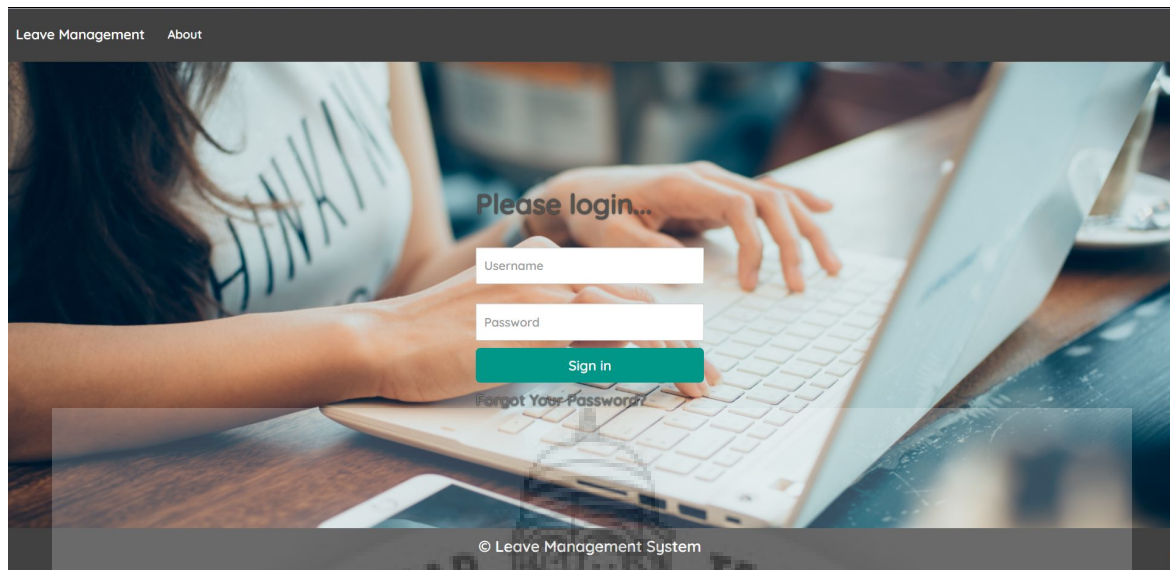 Leave Management About
Please login...
Username
Password
Sign in
Forgot Your Password?
© Leave Management System